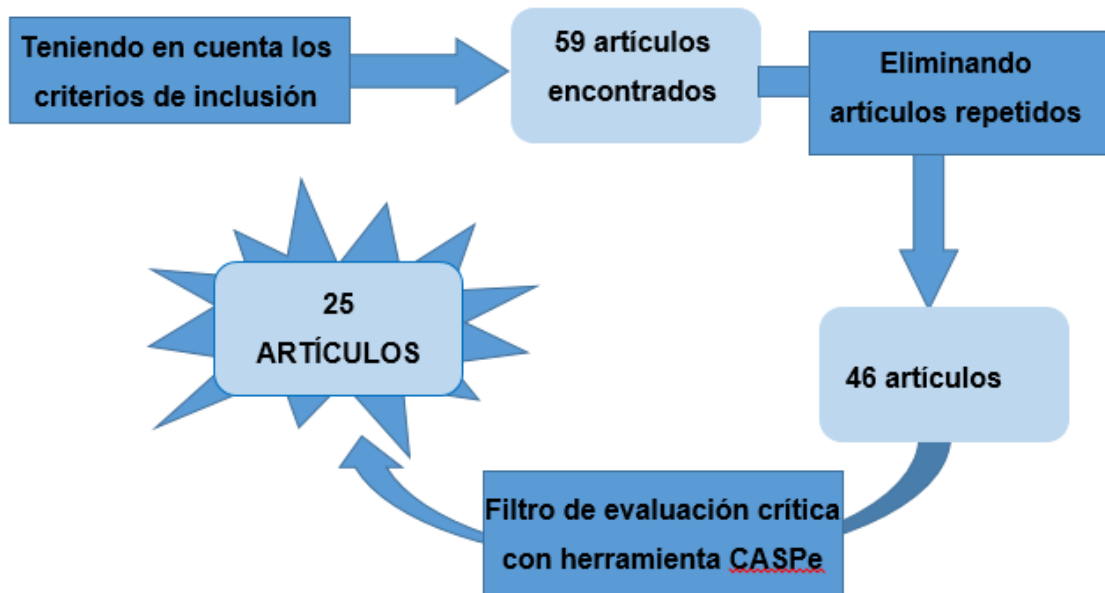 Teniendo en cuenta los
criterios de inclusión
59 artículos
encontrados
Eliminando
artículos repetidos
46 artículos
Filtro de evaluación crítica
con herramienta CASPe
25
ARTÍCULOS